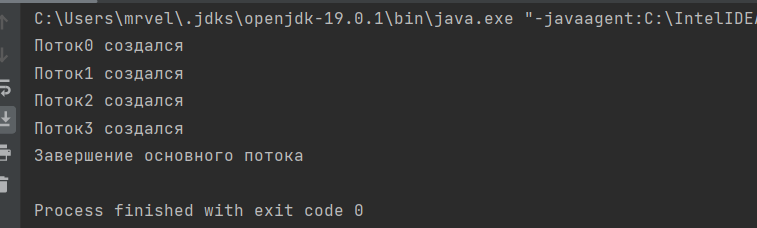 C:\Users\mrvel\.jdks\openjdk-19.0.1\bin\java.exe "-javaagent:C:\IntelIDEA
Поток0 создался
Поток1 создался
Поток2 создался
Поток3 создался
Завершение основного потока
Process finished with exit code 0